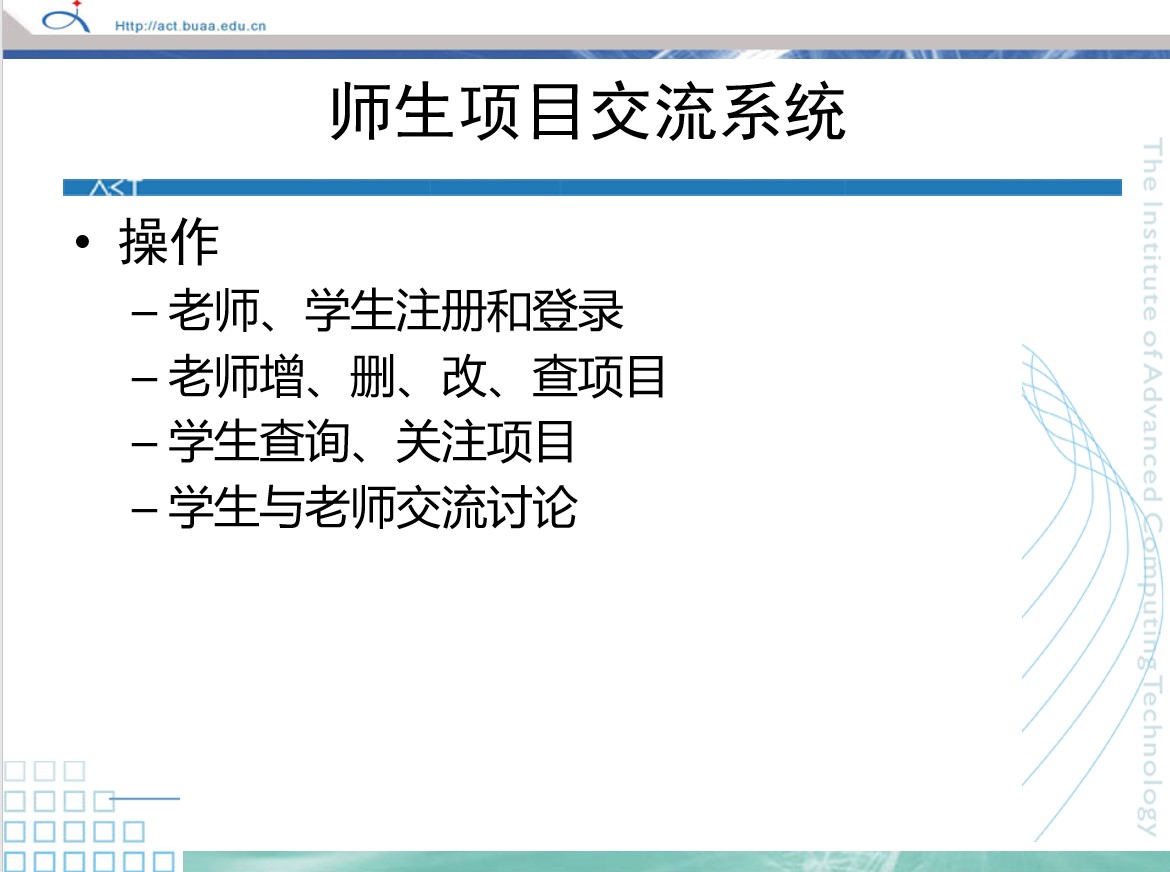 Http://act.buaa.edu.cn
师生项目交流系统
ACT
• 操作
– 老师、学生注册和登录
– 老师增、删、改、查项目
– 学生查询、关注项目
– 学生与老师交流讨论
The Institute of Advanced Computing Technology